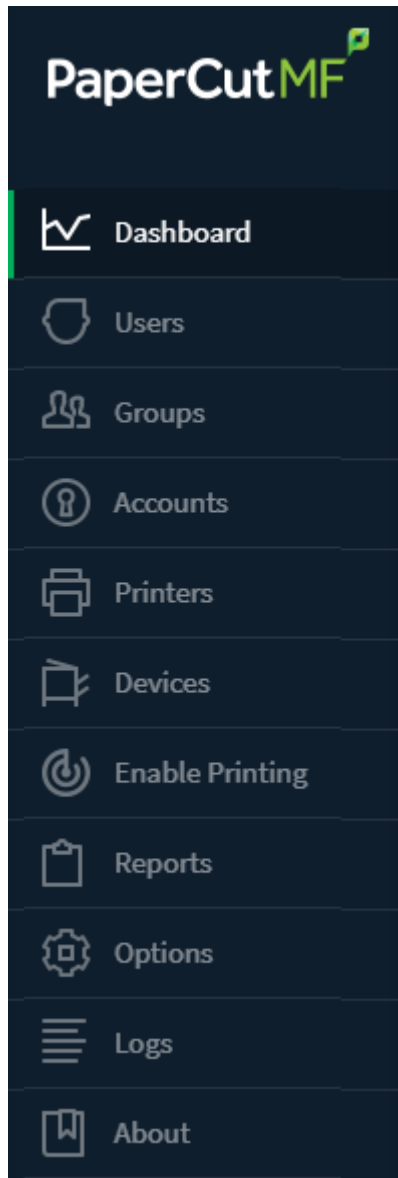 PaperCutMF
Dashboard
Users
Groups
Accounts
Printers
Devices
Enable Printing
Reports
Options
Logs
About